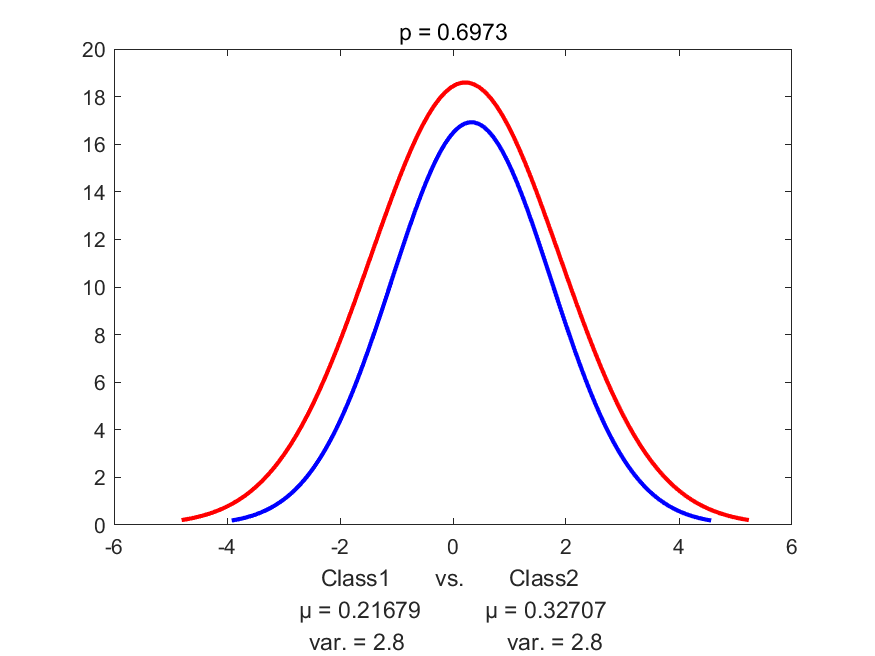 p = 0.6973
20
18
16
14
12
10
8
6
4
2
0
-6 -4 -2 0 2 4 6
Class1 vs. Class2
µ = 0.21679 µ = 0.32707
var. = 2.8 var. = 2.8